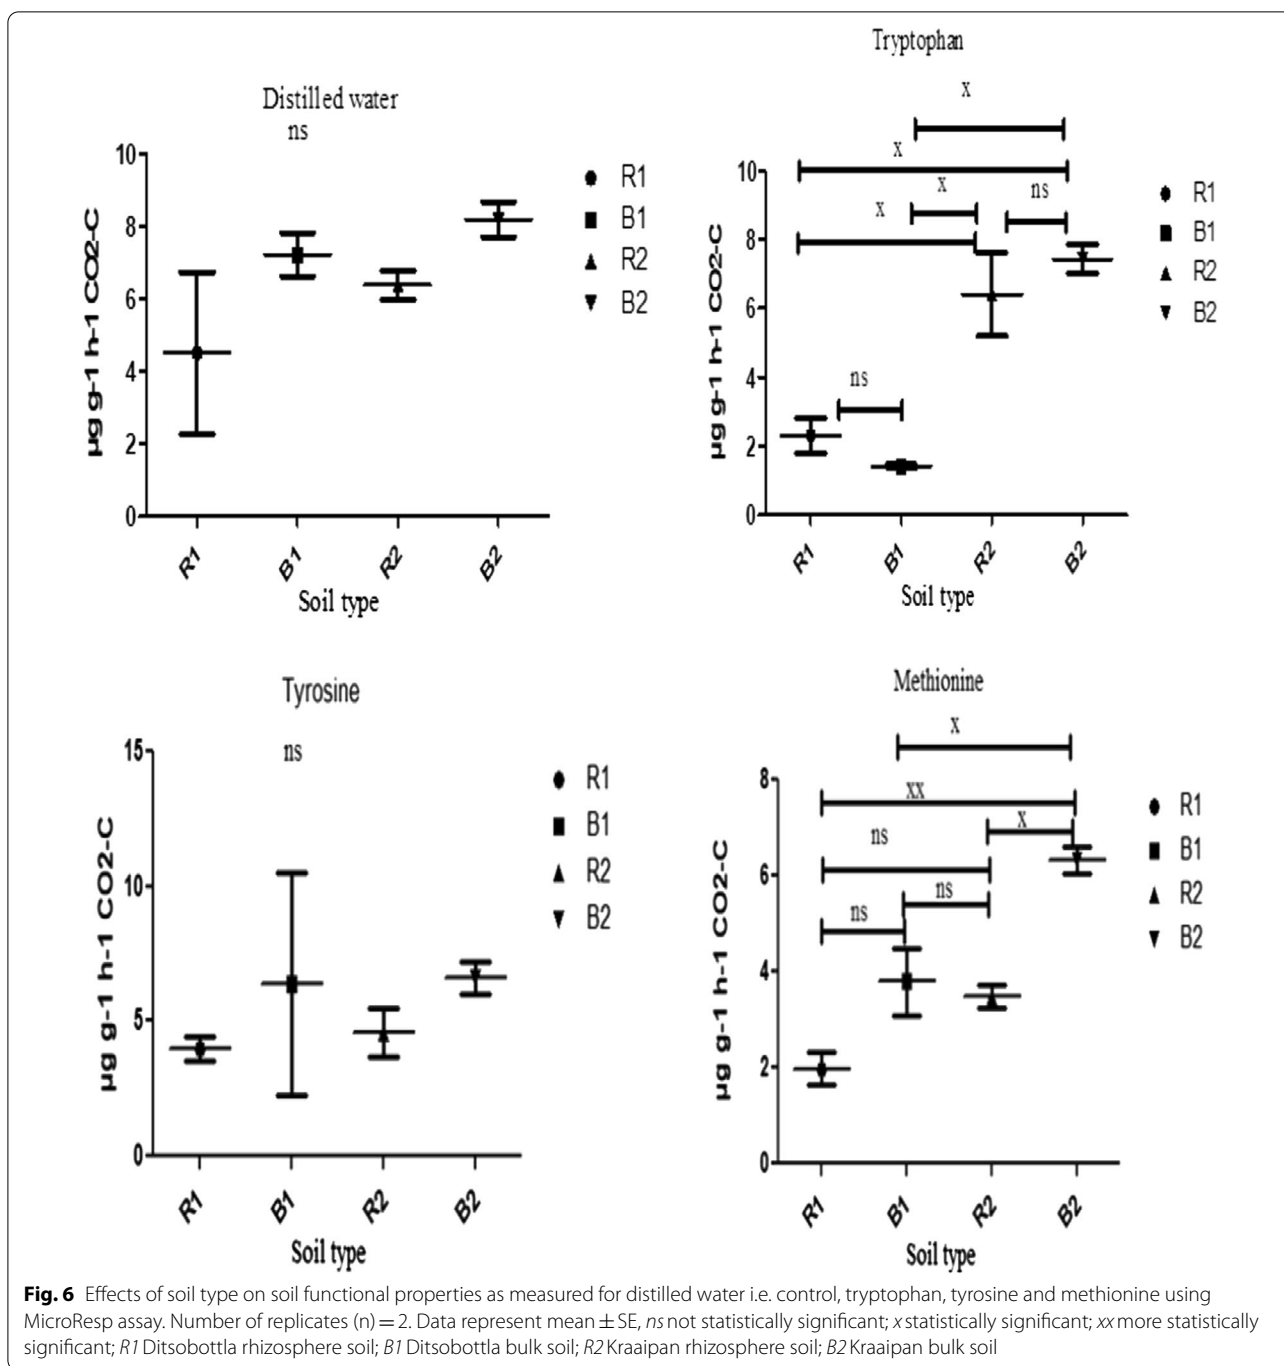 Distilled water
ns
10
8
6
4
2
0
µg g-1 h-1 CO2-C
R1
B1
R2
B2
Soil type
R1
B1
R2
B2
Tryptophan
x
x
x
ns
x
ns
10
8
6
4
2
0
µg g-1 h-1 CO2-C
R1
B1
R2
B2
Soil type
R1
B1
R2
B2
Tyrosine
ns
15
10
5
0
µg g-1 h-1 CO2-C
R1
B1
R2
B2
Soil type
R1
B1
R2
B2
Methionine
x
xx
x
ns
ns
ns
8
6
4
2
0
µg g-1 h-1 CO2-C
R1
B1
R2
B2
Soil type
R1
B1
R2
B2
Fig. 6 Effects of soil type on soil functional properties as measured for distilled water i.e. control, tryptophan, tyrosine and methionine using
MicroResp assay. Number of replicates (n) = 2. Data represent mean ± SE, ns not statistically significant; x statistically significant; xx more statistically
significant; R1 Ditsobottla rhizosphere soil; B1 Ditsobottla bulk soil; R2 Kraaipan rhizosphere soil; B2 Kraaipan bulk soil